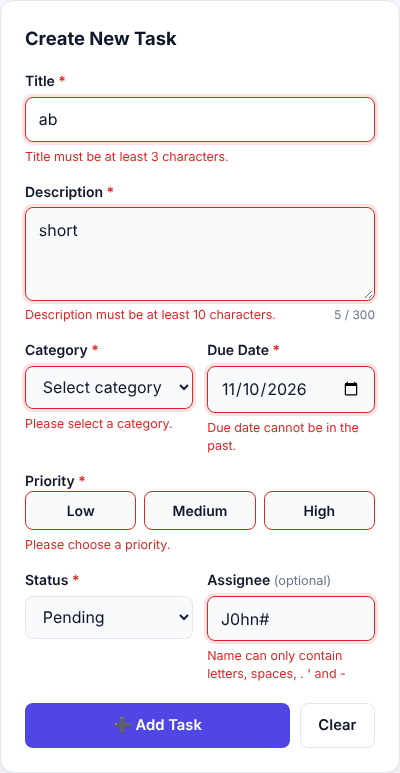 Create New Task
Title *
ab
Title must be at least 3 characters.
Description *
short
Description must be at least 10 characters. 5 / 300
Category * Due Date *
Select category 11/10/2026
Please select a category. Due date cannot be in the
past.
Priority *
Low Medium High
Please choose a priority.
Status * Assignee (optional)
Pending J0hn#
Name can only contain
letters, spaces, . ' and -
➕ Add Task Clear